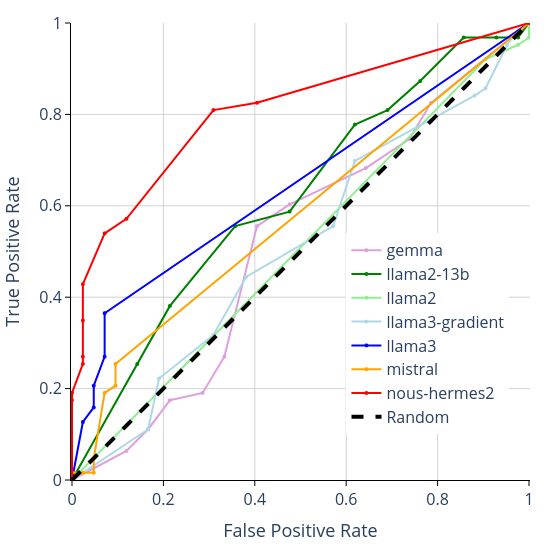 1
0.8
0.6
0.4
0.2
0
True Positive Rate
gemma
llama2-13b
llama2
llama3-gradient
llama3
mistral
nous-hermes2
Random
0 0.2 0.4 0.6 0.8 1
False Positive Rate